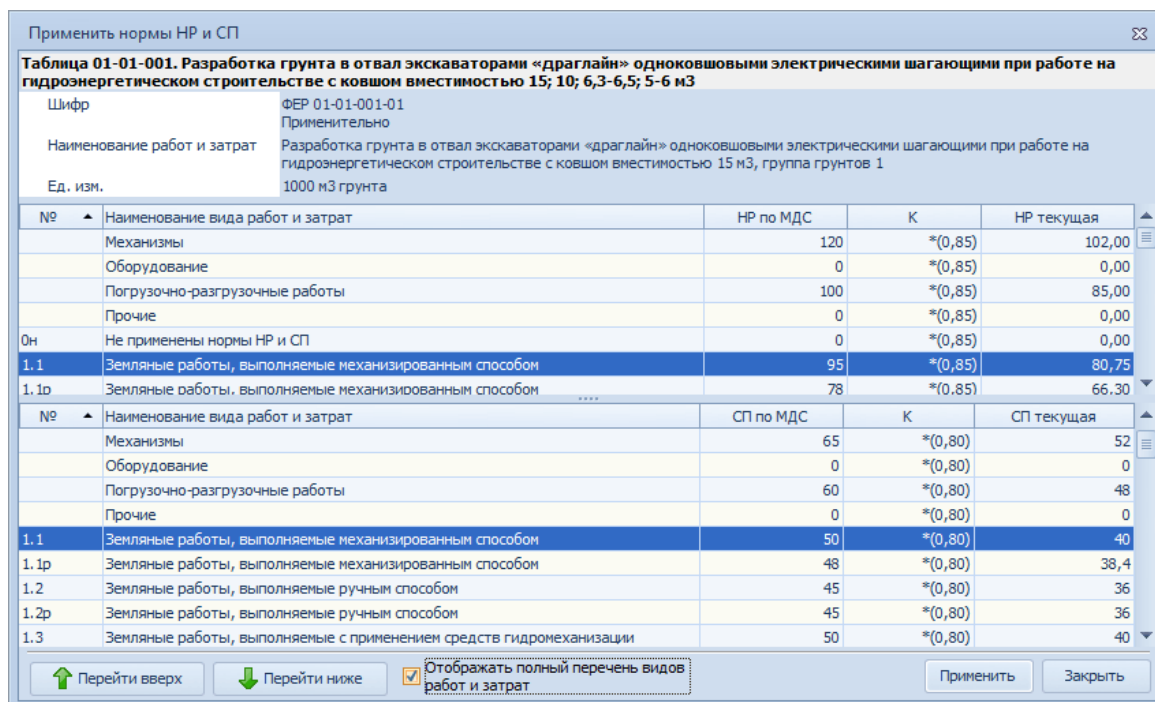 Применить нормы НР и СП
Таблица 01-01-001. Разработка грунта в отвал экскаваторами «драглайн» одноковшовыми электрическими шагающими при работе на
гидроэнергетическом строительстве с ковшом вместимостью 15; 10; 6,3-6,5; 5-6 м3
Шифр ФЕР 01-01-001-01
Применительно
Наименование работ и затрат Разработка грунта в отвал экскаваторами «драглайн» одноковшовыми электрическими шагающими при работе на
гидроэнергетическом строительстве с ковшом вместимостью 15 м3, группа грунтов 1
Ед. изм. 1000 м3 грунта
№ Наименование вида работ и затрат НР по МДС К НР текущая
Механизмы 120 *(0,85) 102,00
Оборудование 0 *(0,85) 0,00
Погрузочно-разгрузочные работы 100 *(0,85) 85,00
Прочие 0 *(0,85) 0,00
0н Не применены нормы НР и СП 0 *(0,85) 0,00
1.1 Земляные работы, выполняемые механизированным способом 95 *(0,85) 80,75
1.1р Земляные работы, выполняемые механизированным способом 78 *(0,85) 66,30
№ Наименование вида работ и затрат СП по МДС К СП текущая
Механизмы 65 *(0,80) 52
Оборудование 0 *(0,80) 0
Погрузочно-разгрузочные работы 60 *(0,80) 48
Прочие 0 *(0,80) 0
1.1 Земляные работы, выполняемые механизированным способом 50 *(0,80) 40
1.1р Земляные работы, выполняемые механизированным способом 48 *(0,80) 38,4
1.2 Земляные работы, выполняемые ручным способом 45 *(0,80) 36
1.2р Земляные работы, выполняемые ручным способом 45 *(0,80) 36
1.3 Земляные работы, выполняемые с применением средств гидромеханизации 50 *(0,80) 40
Перейти вверх Перейти ниже Отображать полный перечень видов
работ и затрат Применить Закрыть